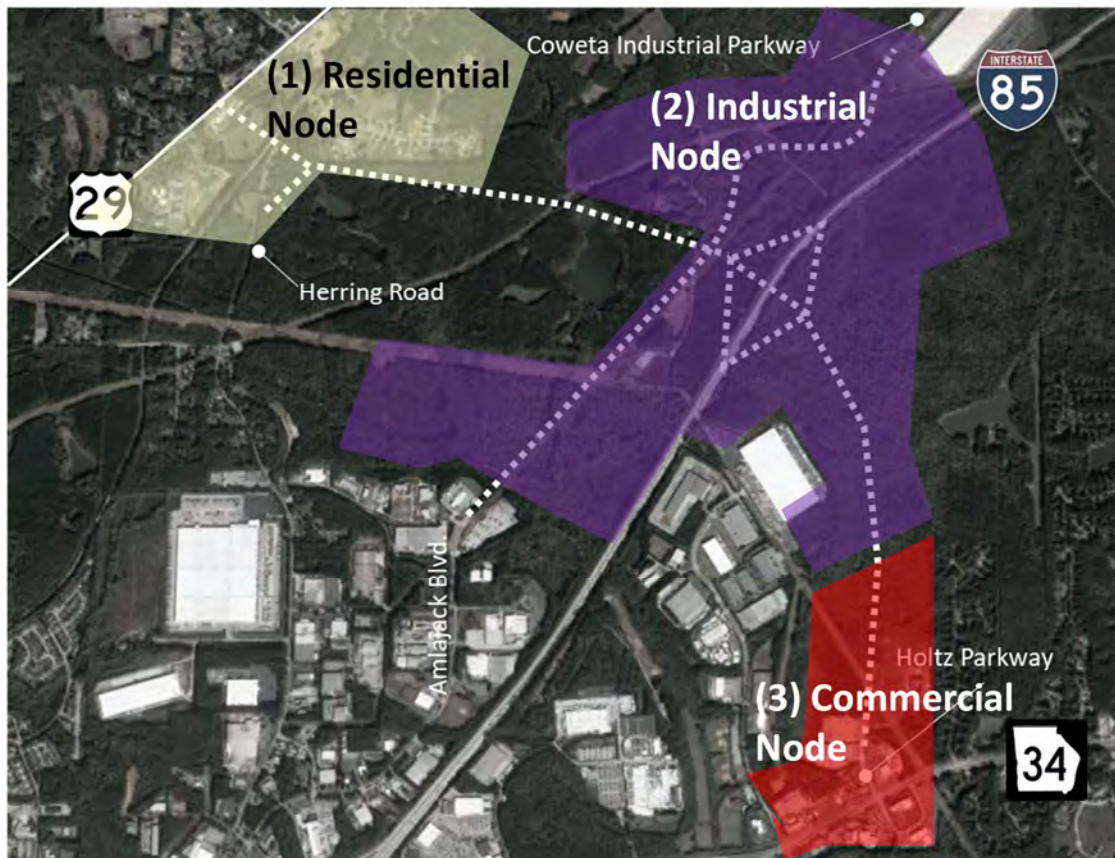 Coweta Industrial Parkway
(1) Residential
Node
INTERSTATE
85
(2) Industrial
Node
29
Herring Road
Amlajack Blvd.
Holtz Parkway
(3) Commercial
Node
34